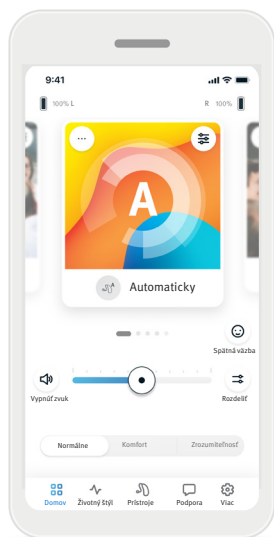 9:41
100% L
R 100%
A
A
Automaticky
Spätná väzba
Vypnúť zvuk
Rozdeliť
Normálne
Komfort
Zrozumiteľnosť
Domov
Životný štýl
Prístroje
Podpora
Viac